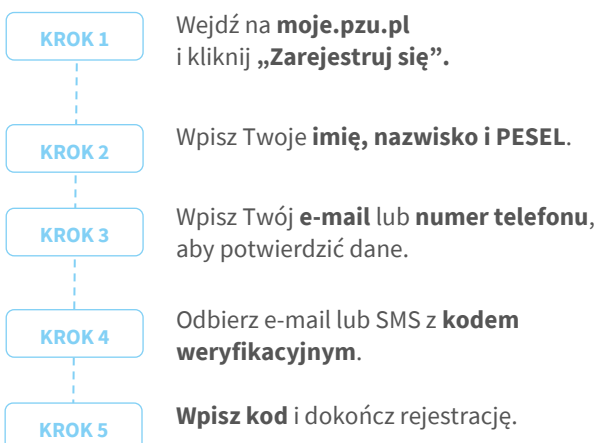 KROK 1
Wejdź na moje.pzu.pl
i kliknij „Zarejestruj się”.
KROK 2
Wpisz Twoje imię, nazwisko i PESEL.
KROK 3
Wpisz Twój e-mail lub numer telefonu,
aby potwierdzić dane.
KROK 4
Odbierz e-mail lub SMS z kodem
weryfikacyjnym.
KROK 5
Wpisz kod i dokończ rejestrację.